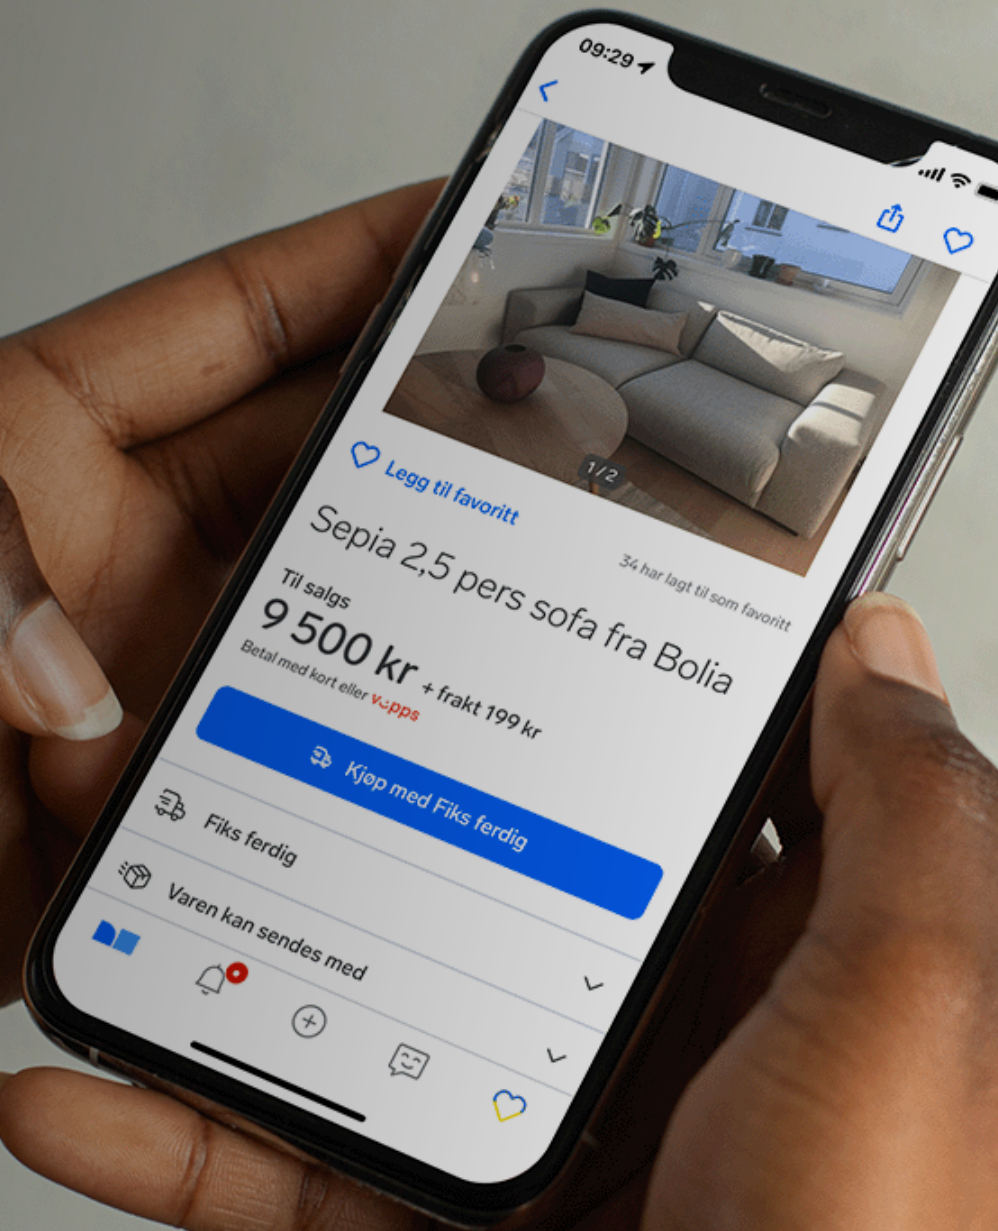 09:29
1/2
Legg til favoritt
34 har lagt til som favoritt
Sepia 2,5 pers sofa fra Bolia
Til salgs
9 500 kr + frakt 199 kr
Betal med kort eller vipps
Kjøp med Fiks ferdig
Fiks ferdig
Varen kan sendes med